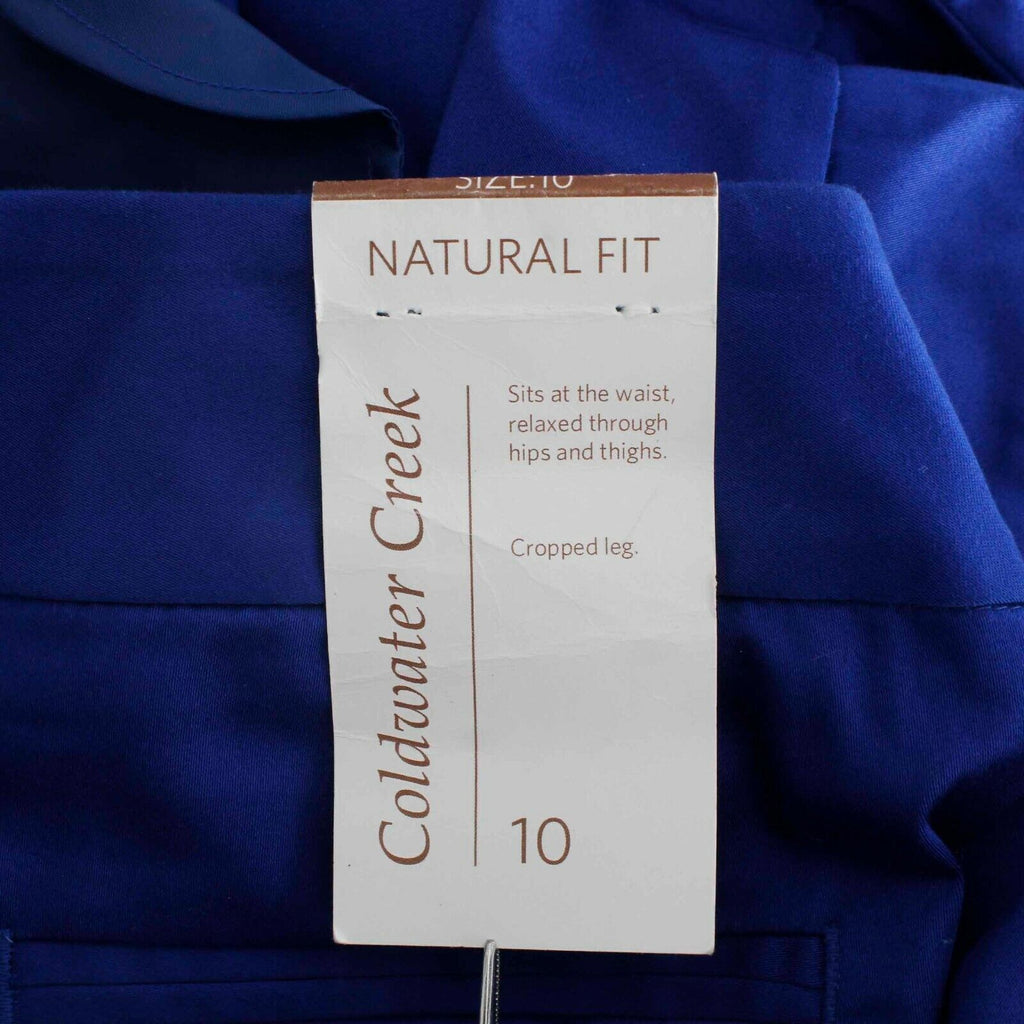 SIZE:10
NATURAL FIT
Coldwater Creek
Sits at the waist,
relaxed through
hips and thighs.
Cropped leg.
10